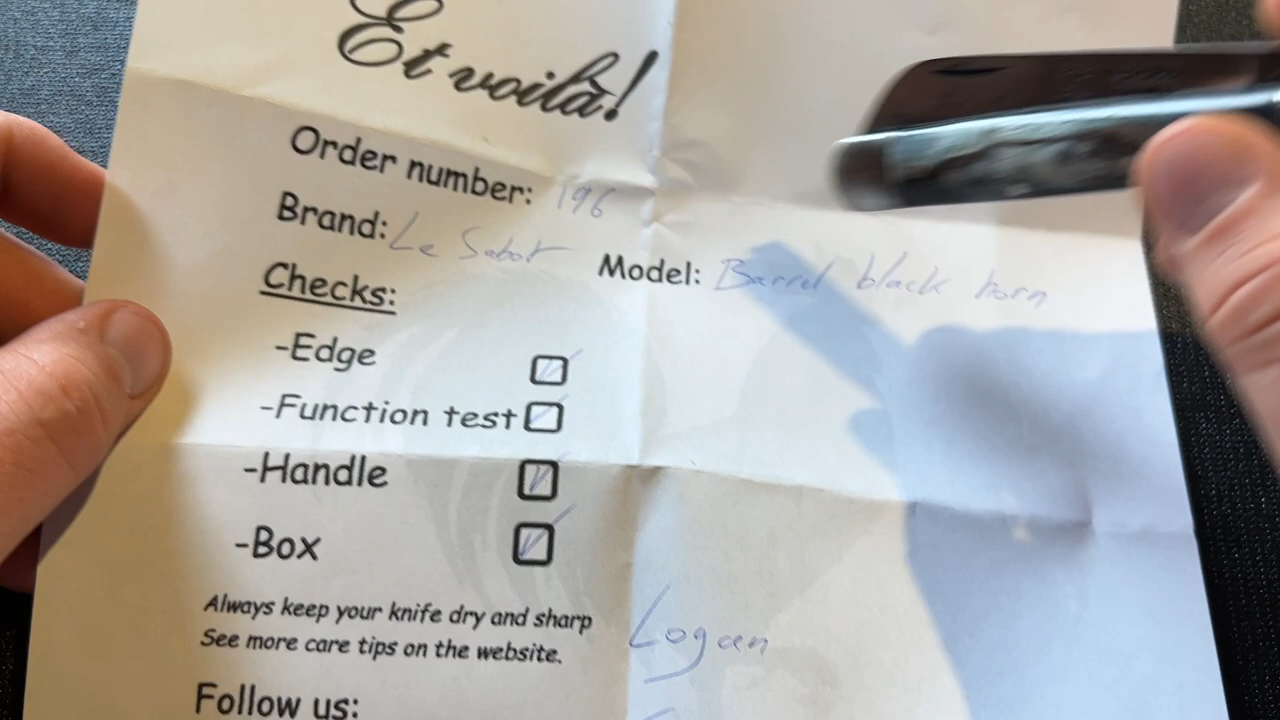 Et voilà!
Order number: 196
Brand: Le Sabot Model: Barrel black horn
Checks:
-Edge
-Function test
-Handle
-Box
Always keep your knife dry and sharp
See more care tips on the website.
Logan
Follow us: